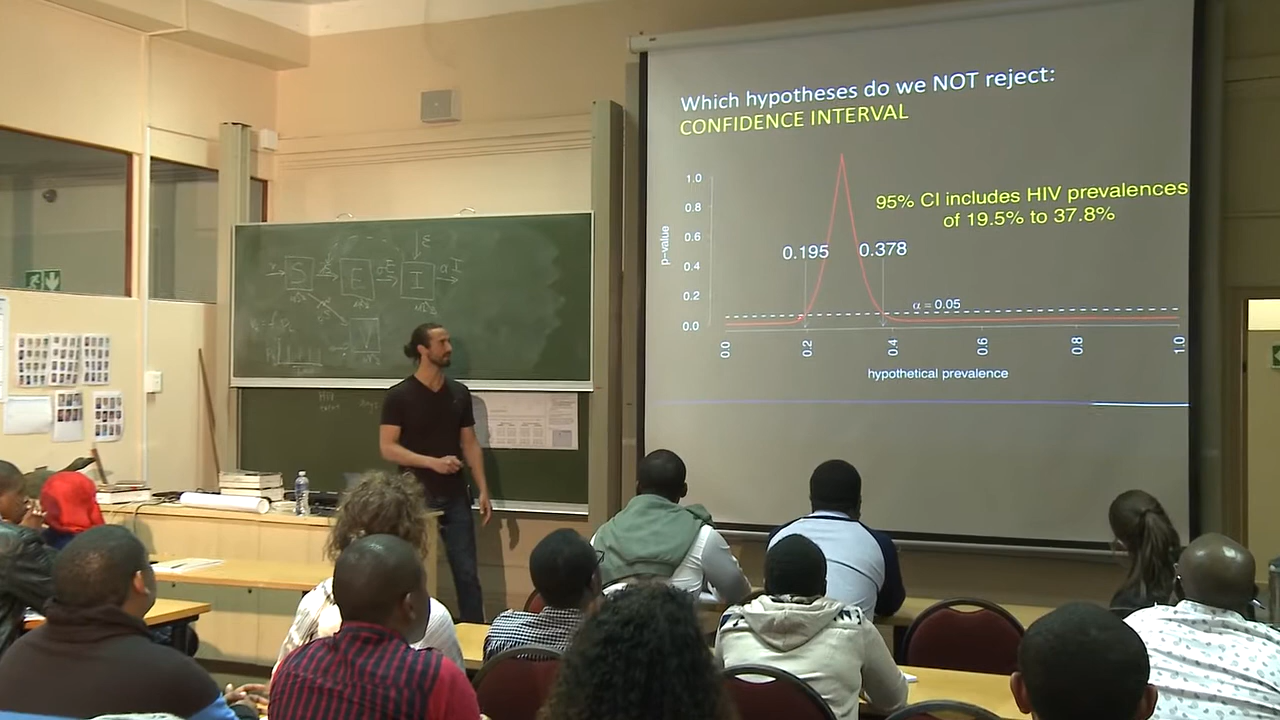 Which hypotheses do we NOT reject:
CONFIDENCE INTERVAL
95% CI includes HIV prevalences
of 19.5% to 37.8%
1.0
0.8
0.6
0.4
0.2
0.0
p-value
0.195
0.378
α = 0.05
0.0
0.2
0.4
0.6
0.8
1.0
hypothetical prevalence
S
E
I
HIV